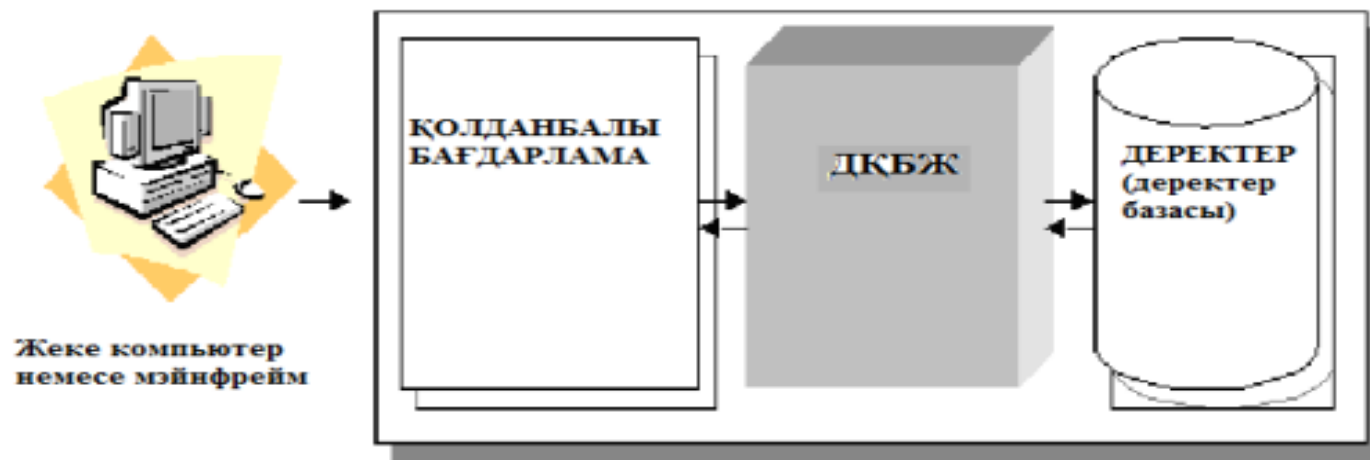 ҚОЛДАНБАЛЫ
БАҒДАРЛАМА
ДҚБЖ
ДЕРЕКТЕР
(деректер
базасы)
Жеке компьютер
немесе мэйнфрейм